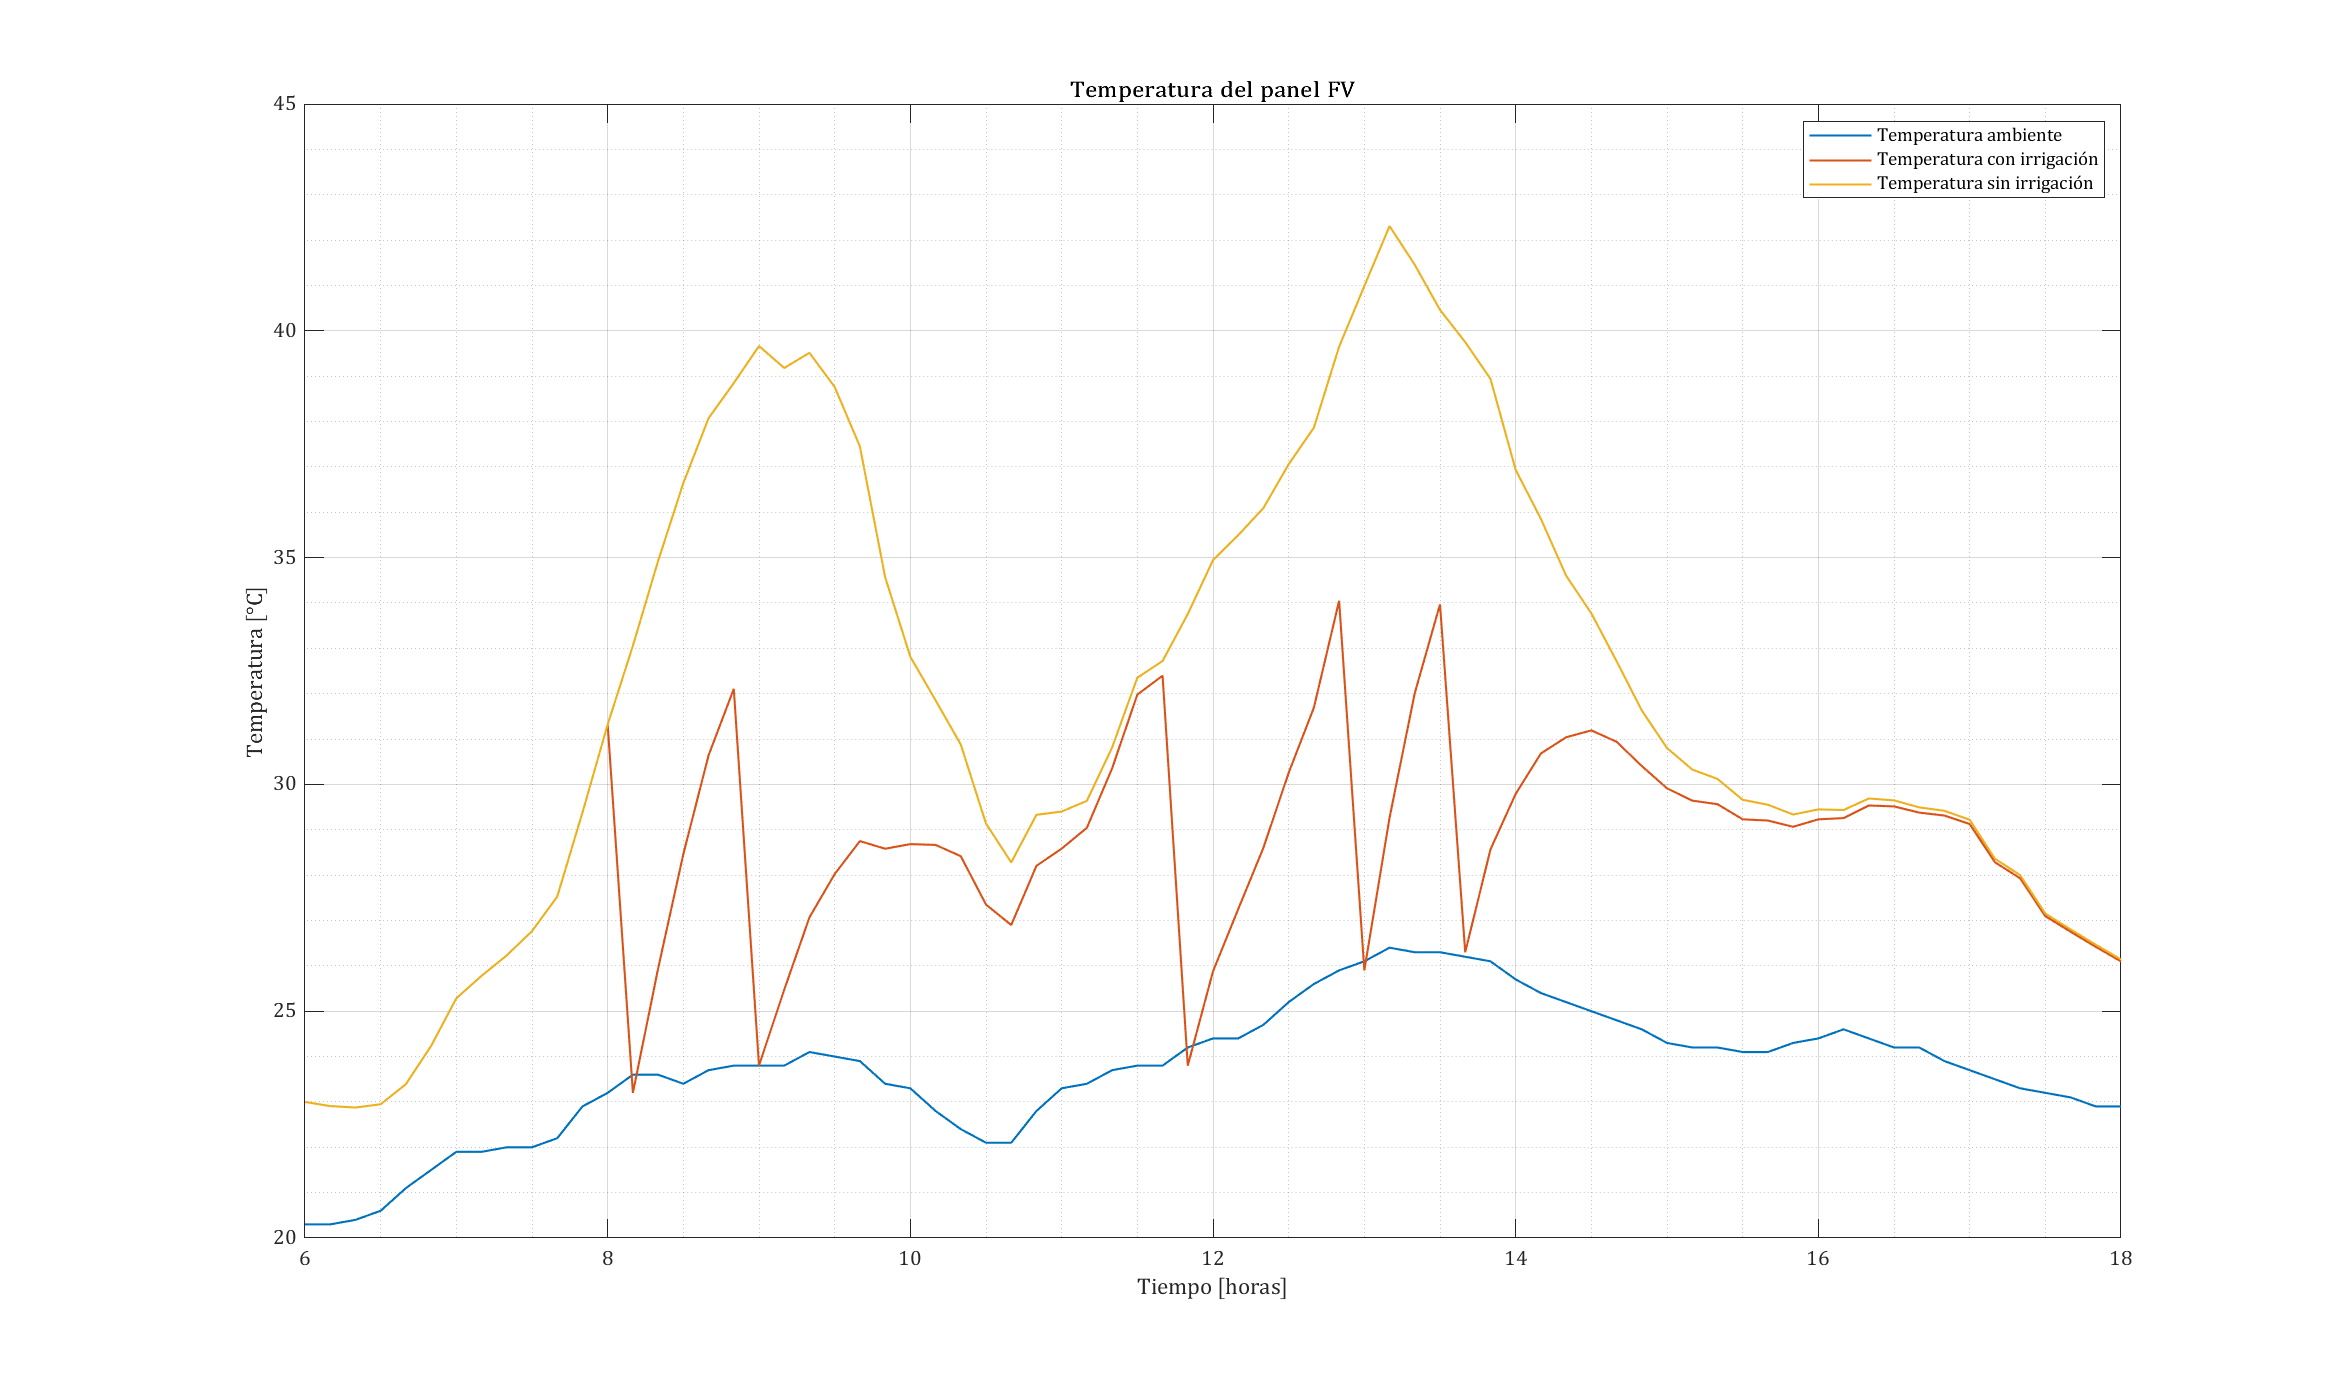 Temperatura del panel FV
45
Temperatura ambiente
Temperatura con irrigación
Temperatura sin irrigación
40
35
Temperatura [°C]
30
25
20
6 8 10 12 14 16 18
Tiempo [horas]